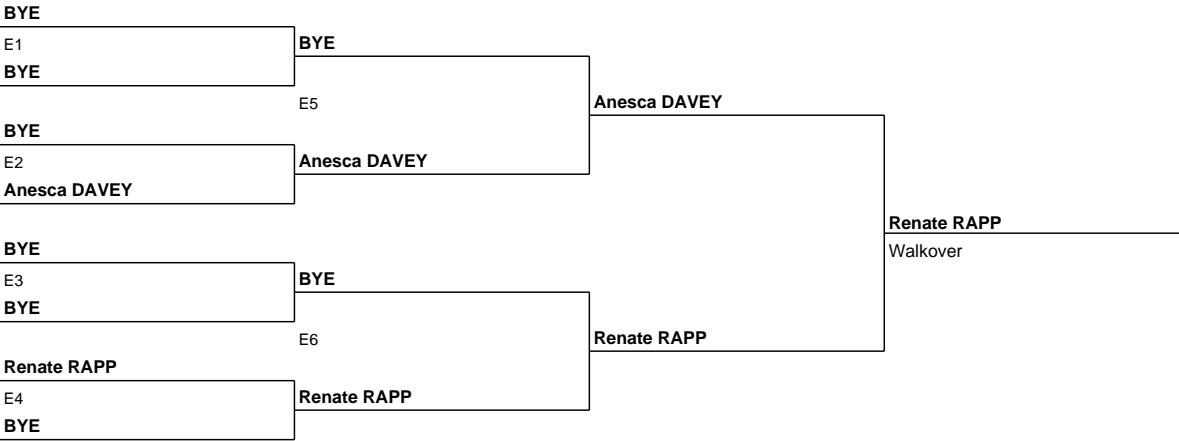 BYE
E1
BYE
BYE
E5
Anesca DAVEY
BYE
E2
Anesca DAVEY
Anesca DAVEY
Renate RAPP
Walkover
BYE
E3
BYE
BYE
E6
Renate RAPP
Renate RAPP
E4
Renate RAPP
BYE